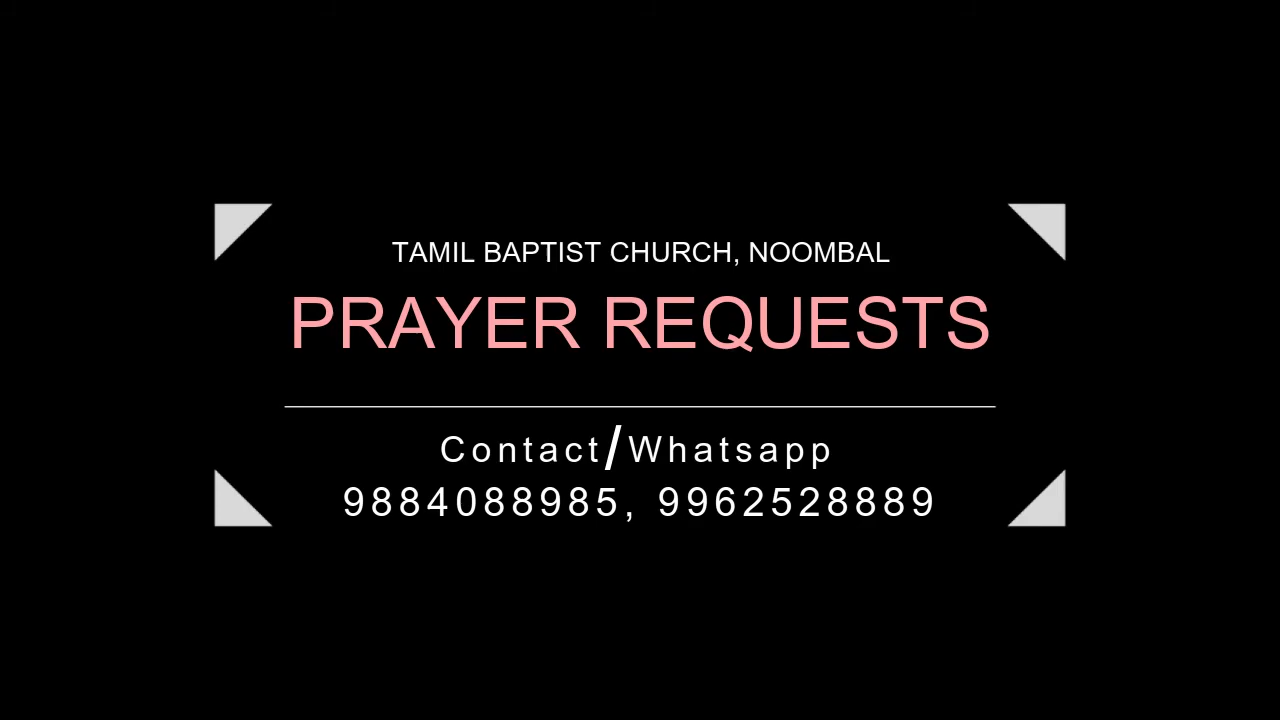 TAMIL BAPTIST CHURCH, NOOMBAL
PRAYER REQUESTS
Contact/Whatsapp
9884088985, 9962528889